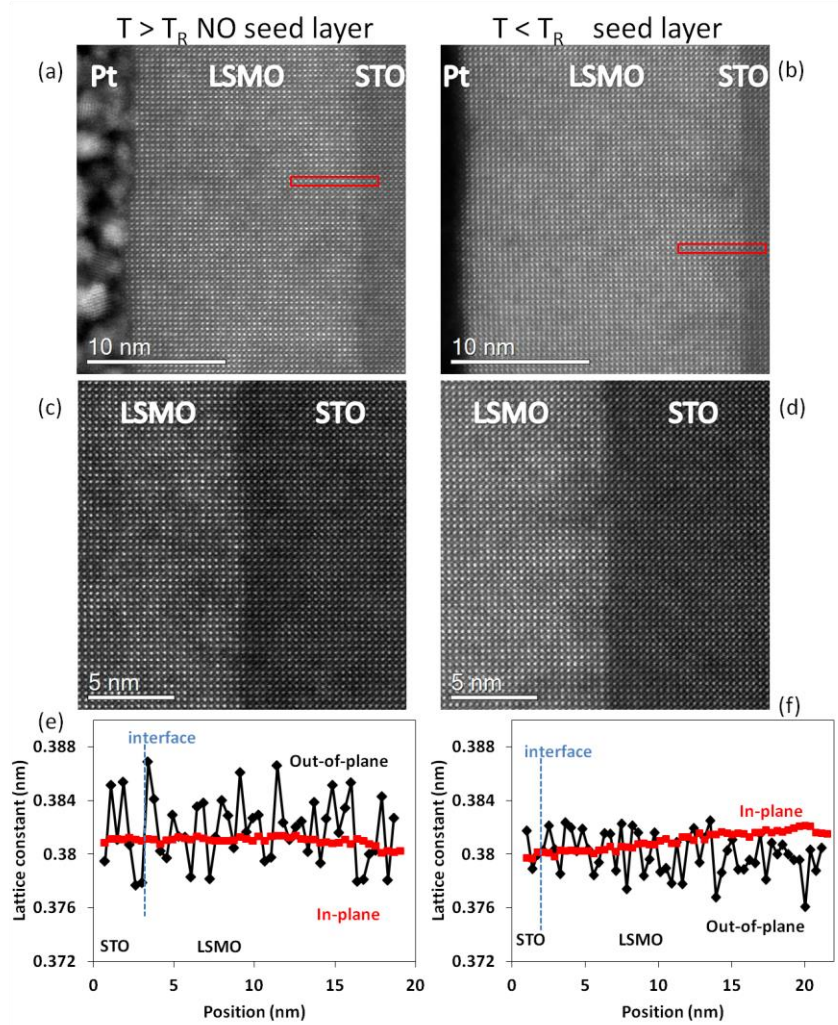 T > TR NO seed layer
T < TR seed layer
(a)
Pt
LSMO
STO
10 nm
Pt
LSMO
STO
(b)
10 nm
(c)
LSMO
STO
5 nm
LSMO
STO
(d)
5 nm
(e)
interface
Out-of-plane
In-plane
STO
LSMO
Lattice constant (nm)
0.388
0.384
0.38
0.376
0.372
0
5
10
15
20
Position (nm)
(f)
interface
In-plane
Out-of-plane
STO
LSMO
Lattice constant (nm)
0.388
0.384
0.38
0.376
0.372
0
5
10
15
20
Position (nm)